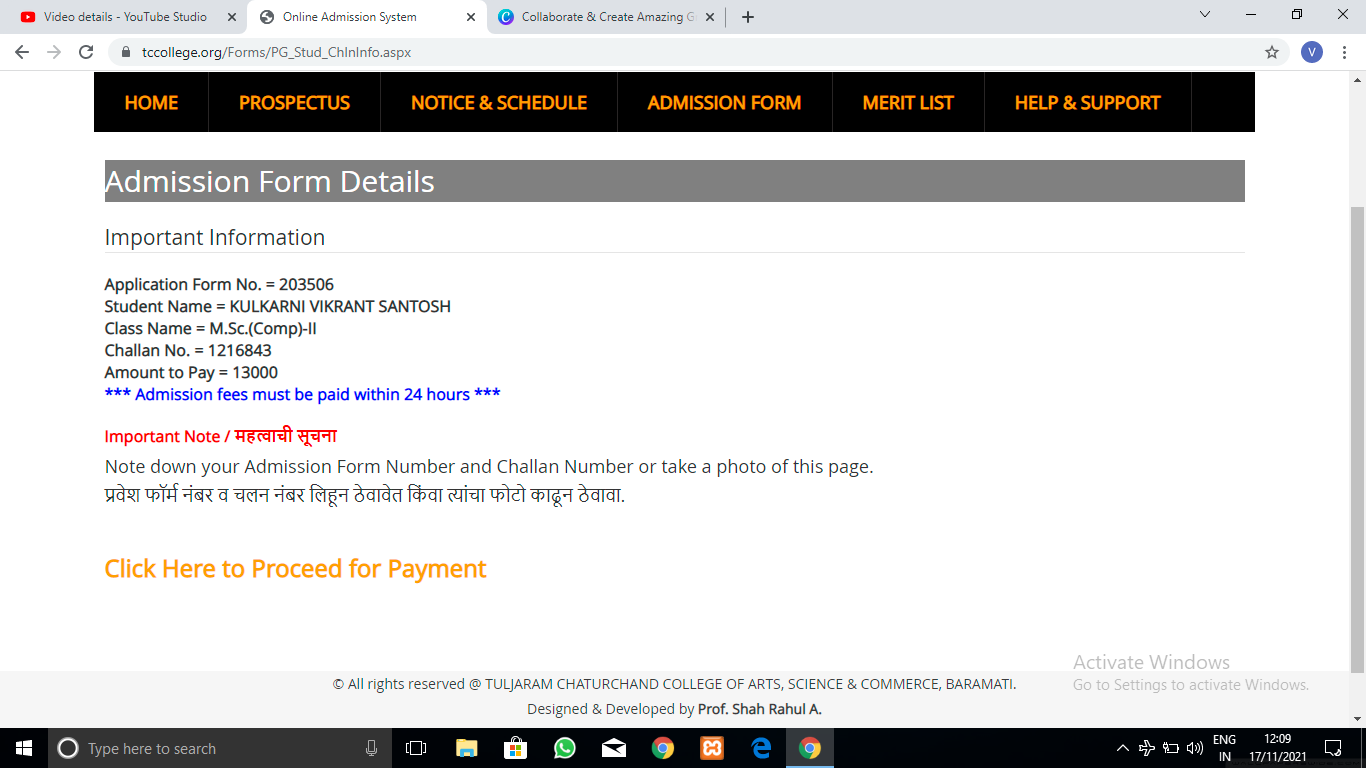 Video details - YouTube Studio
Online Admission System
Collaborate & Create Amazing G
tccollege.org/Forms/PG_Stud_ChlnInfo.aspx
V
HOME PROSPECTUS NOTICE & SCHEDULE ADMISSION FORM MERIT LIST HELP & SUPPORT
Admission Form Details
Important Information
Application Form No. = 203506
Student Name = KULKARNI VIKRANT SANTOSH
Class Name = M.Sc.(Comp)-II
Challan No. = 1216843
Amount to Pay = 13000
*** Admission fees must be paid within 24 hours ***
Important Note / महत्वाची सूचना
Note down your Admission Form Number and Challan Number or take a photo of this page.
प्रवेश फॉर्म नंबर व चलन नंबर लिहून ठेवावेत किंवा त्यांचा फोटो काढून ठेवावा.
Click Here to Proceed for Payment
Activate Windows
Go to Settings to activate Windows.
© All rights reserved @ TULJARAM CHATURCHAND COLLEGE OF ARTS, SCIENCE & COMMERCE, BARAMATI.
Designed & Developed by Prof. Shah Rahul A.
Type here to search
ENG
IN
12:09
17/11/2021